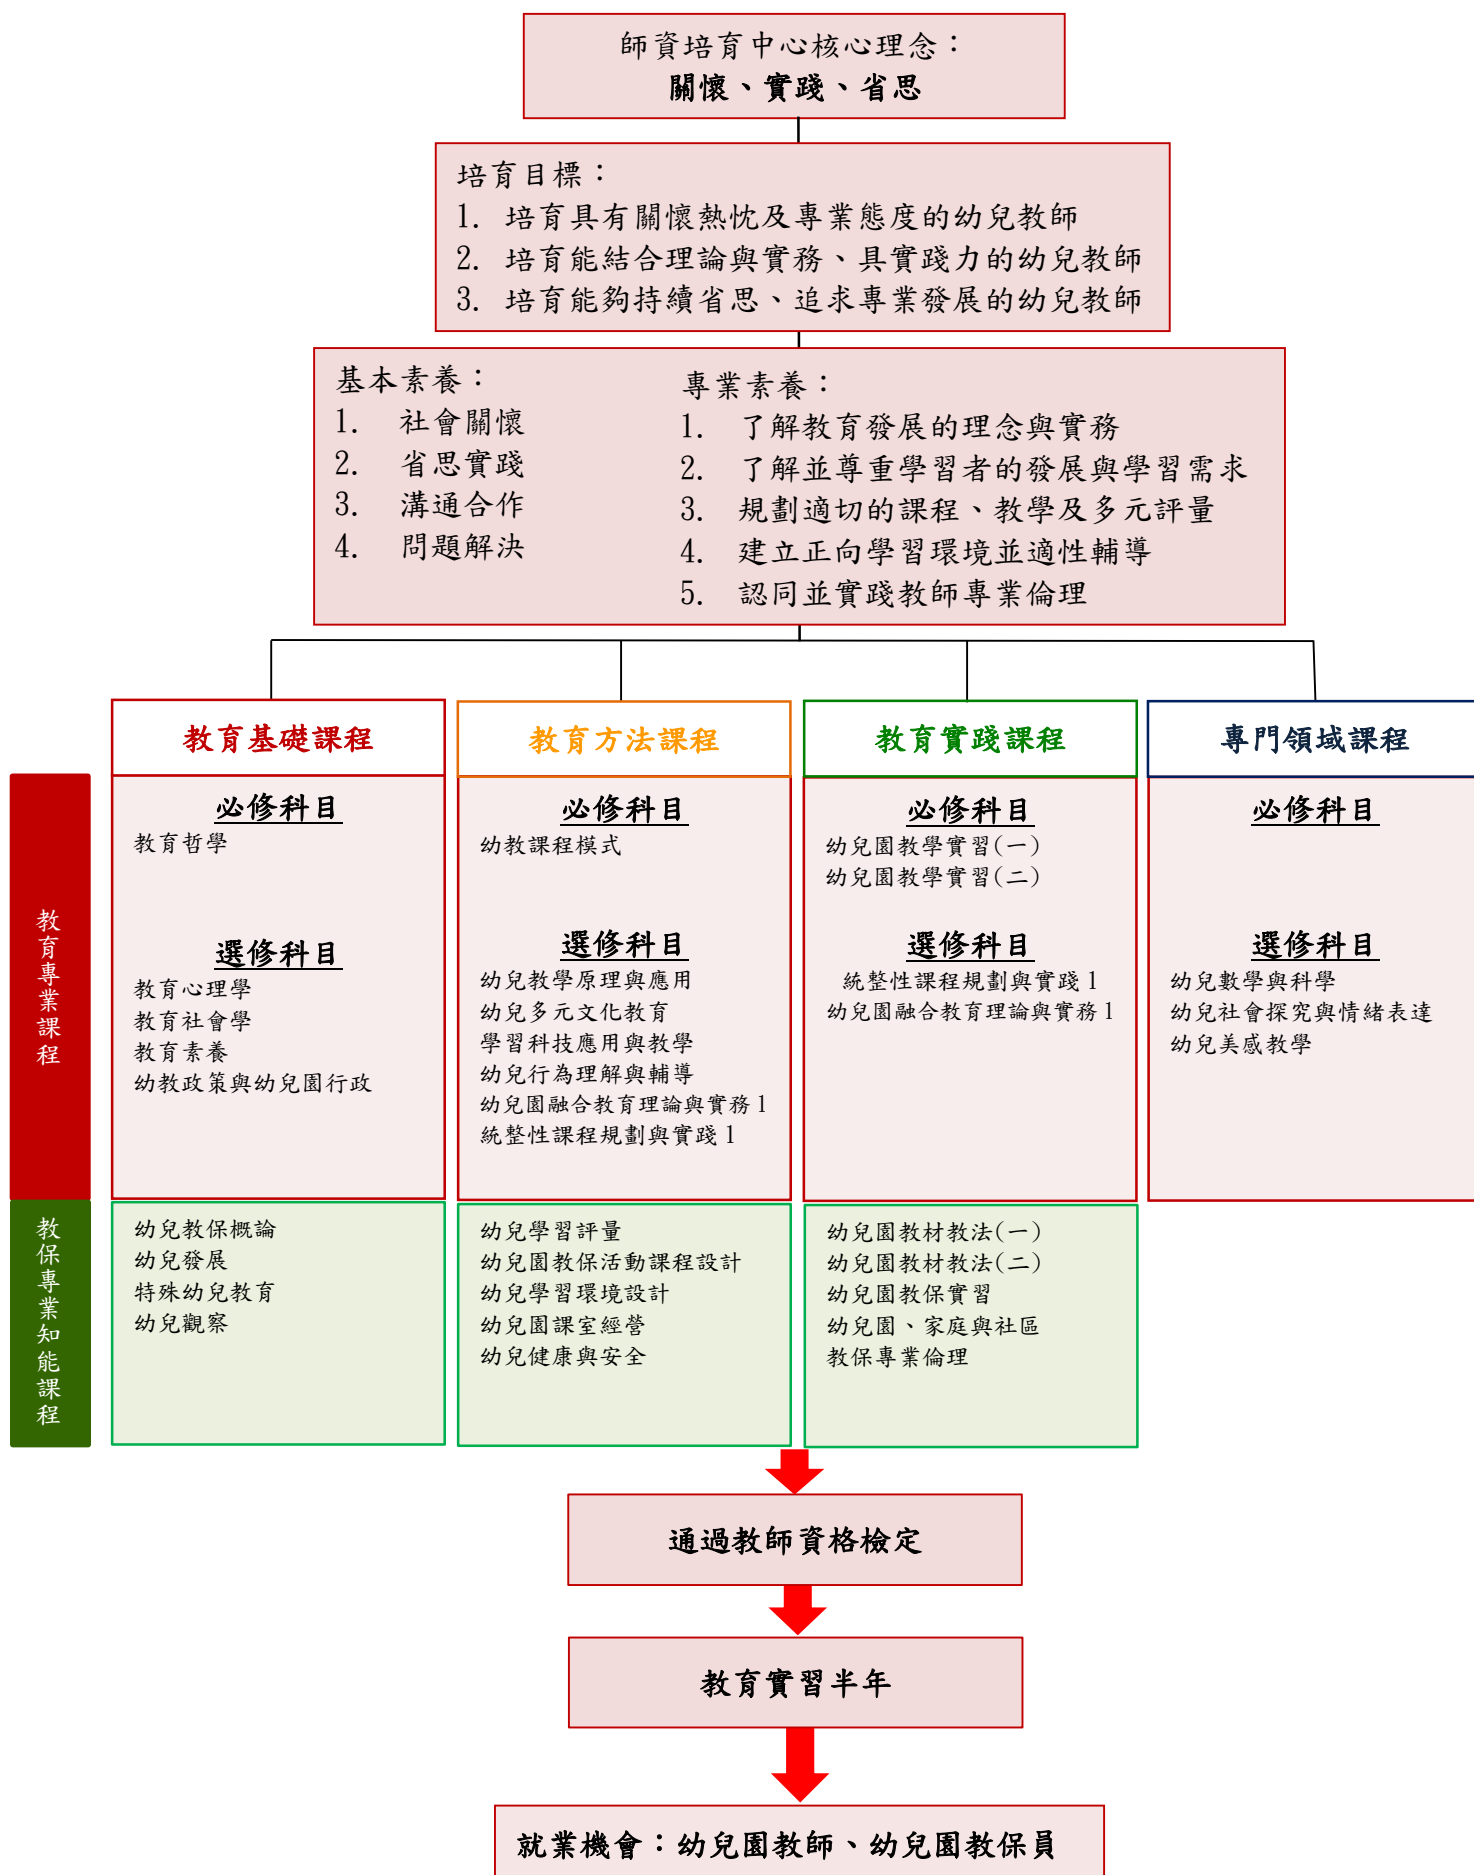 師資培育中心核心理念：
關懷、實踐、省思
培育目標：
1. 培育具有關懷熱忱及專業態度的幼兒教師
2. 培育能結合理論與實務、具實踐力的幼兒教師
3. 培育能夠持續省思、追求專業發展的幼兒教師
基本素養：
1. 社會關懷
2. 省思實踐
3. 溝通合作
4. 問題解決
專業素養：
1. 了解教育發展的理念與實務
2. 了解並尊重學習者的發展與學習需求
3. 規劃適切的課程、教學及多元評量
4. 建立正向學習環境並適性輔導
5. 認同並實踐教師專業倫理
教育專業課程
教育基礎課程
必修科目
教育哲學
選修科目
教育心理學
教育社會學
教育素養
幼教政策與幼兒園行政
教育方法課程
必修科目
幼教課程模式
選修科目
幼兒教學原理與應用
幼兒多元文化教育
學習科技應用與教學
幼兒行為理解與輔導
幼兒園融合教育理論與實務1
統整性課程規劃與實踐1
教育實踐課程
必修科目
幼兒園教學實習(一)
幼兒園教學實習(二)
選修科目
統整性課程規劃與實踐1
幼兒園融合教育理論與實務1
專門領域課程
必修科目
選修科目
幼兒數學與科學
幼兒社會探究與情緒表達
幼兒美感教學
教保專業知能課程
幼兒教保概論
幼兒發展
特殊幼兒教育
幼兒觀察
幼兒學習評量
幼兒園教保活動課程設計
幼兒學習環境設計
幼兒園課室經營
幼兒健康與安全
幼兒園教材教法(一)
幼兒園教材教法(二)
幼兒園教保實習
幼兒園、家庭與社區
教保專業倫理
通過教師資格檢定
教育實習半年
就業機會：幼兒園教師、幼兒園教保員